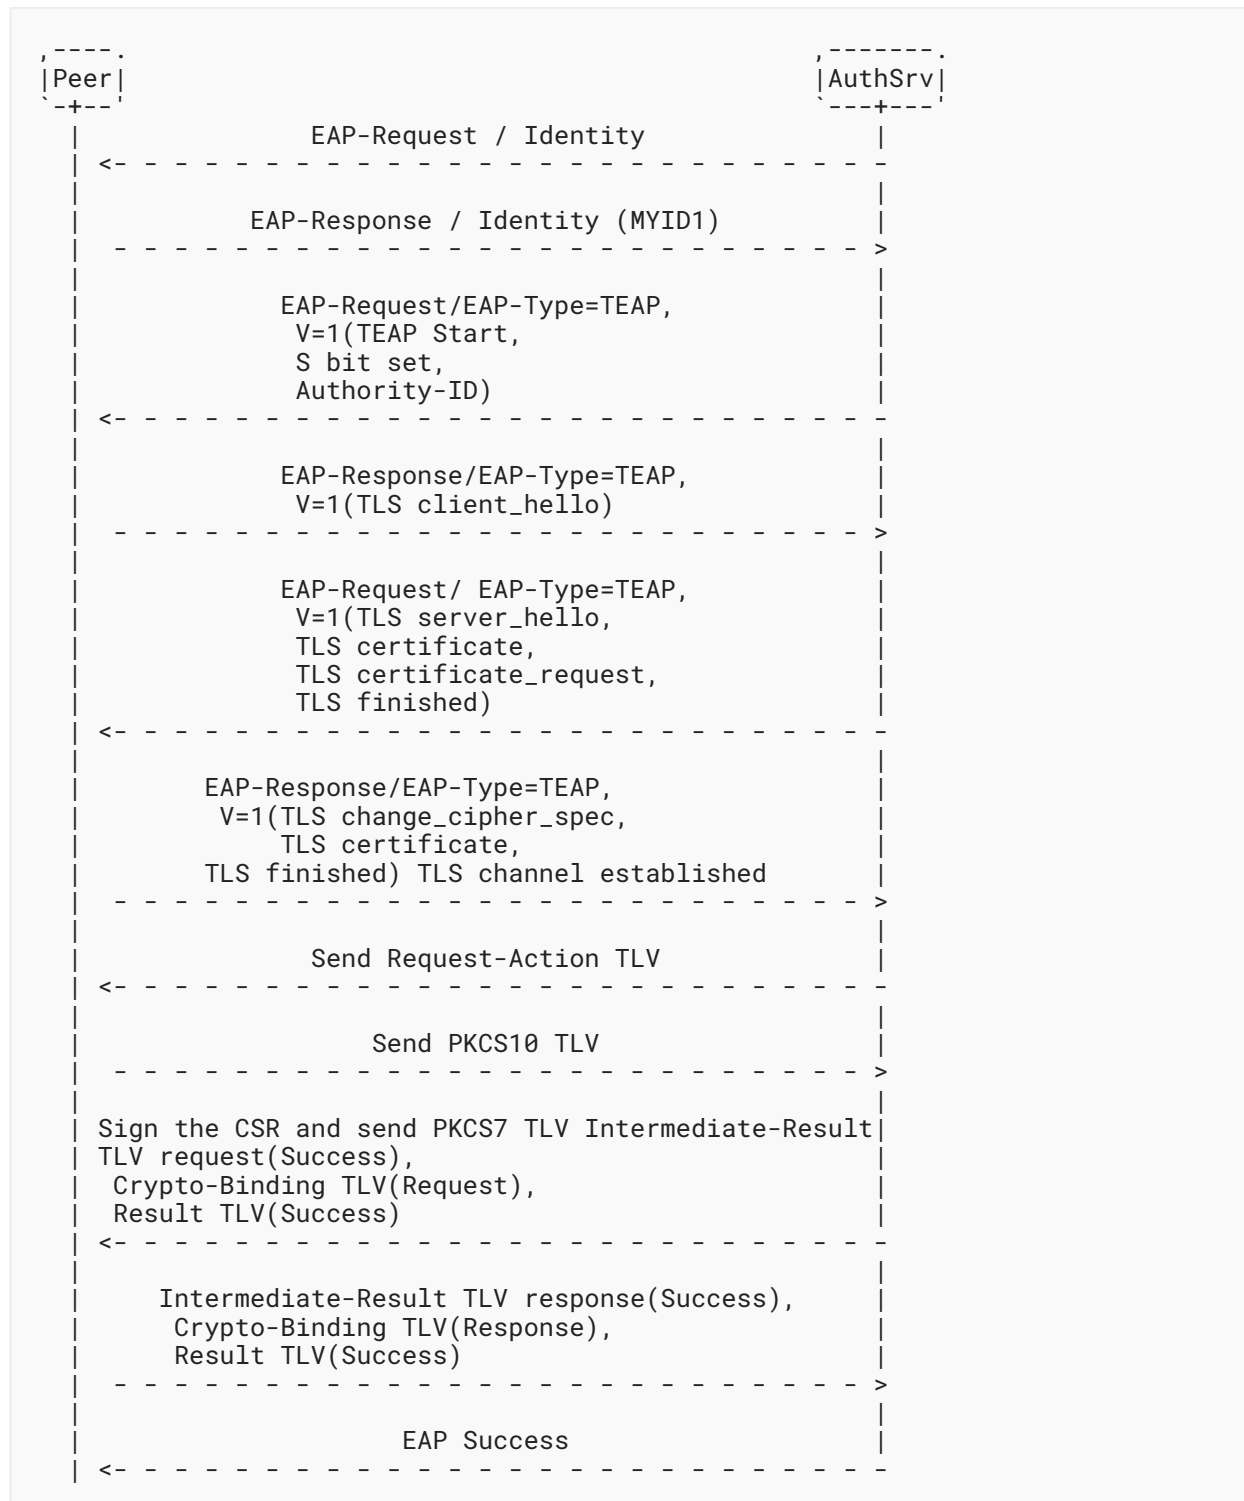 ,----.                                              ,-------.
|Peer|                                              |AuthSrv|
`-+--'                                              `---+---'
  |               EAP-Request / Identity                |
  | <- - - - - - - - - - - - - - - - - - - - - - - - - -
  |                                                     |
  |           EAP-Response / Identity (MYID1)           |
  |  - - - - - - - - - - - - - - - - - - - - - - - - - >
  |                                                     |
  |             EAP-Request/EAP-Type=TEAP,              |
  |              V=1(TEAP Start,                        |
  |              S bit set,                             |
  |              Authority-ID)                          |
  | <- - - - - - - - - - - - - - - - - - - - - - - - - -
  |                                                     |
  |             EAP-Response/EAP-Type=TEAP,             |
  |              V=1(TLS client_hello)                  |
  |  - - - - - - - - - - - - - - - - - - - - - - - - - >
  |                                                     |
  |             EAP-Request/ EAP-Type=TEAP,             |
  |              V=1(TLS server_hello,                  |
  |              TLS certificate,                       |
  |              TLS certificate_request,               |
  |              TLS finished)                          |
  | <- - - - - - - - - - - - - - - - - - - - - - - - - -
  |                                                     |
  |        EAP-Response/EAP-Type=TEAP,                  |
  |         V=1(TLS change_cipher_spec,                 |
  |             TLS certificate,                        |
  |        TLS finished) TLS channel established        |
  |  - - - - - - - - - - - - - - - - - - - - - - - - - >
  |                                                     |
  |               Send Request-Action TLV               |
  | <- - - - - - - - - - - - - - - - - - - - - - - - - -
  |                                                     |
  |                   Send PKCS10 TLV                   |
  |  - - - - - - - - - - - - - - - - - - - - - - - - - >
  |                                                     |
  | Sign the CSR and send PKCS7 TLV Intermediate-Result|
  | TLV request(Success),                               |
  |  Crypto-Binding TLV(Request),                       |
  |  Result TLV(Success)                                |
  | <- - - - - - - - - - - - - - - - - - - - - - - - - -
  |                                                     |
  |     Intermediate-Result TLV response(Success),      |
  |      Crypto-Binding TLV(Response),                  |
  |      Result TLV(Success)                            |
  |  - - - - - - - - - - - - - - - - - - - - - - - - - >
  |                                                     |
  |                     EAP Success                     |
  | <- - - - - - - - - - - - - - - - - - - - - - - - - -